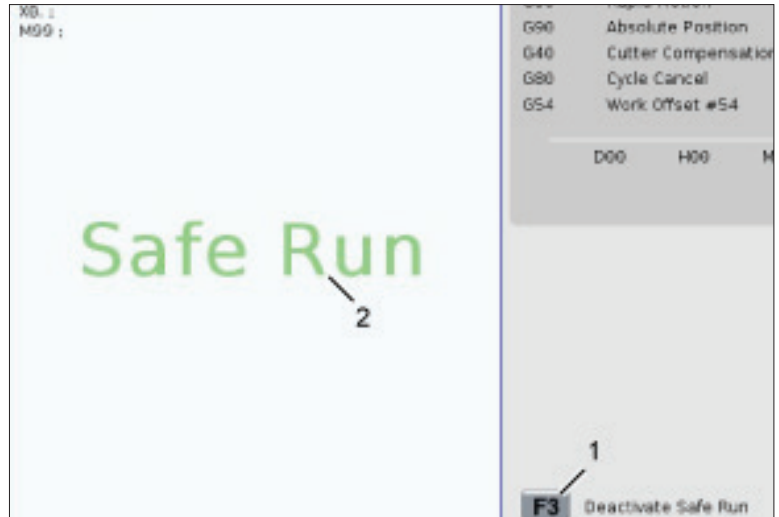 X0. ;
M99 ;
G90 Absolute Position
G40 Cutter Compensation
G80 Cycle Cancel
G54 Work Offset #54
D00 H00 M
Safe Run
2
1
F3 Deactivate Safe Run